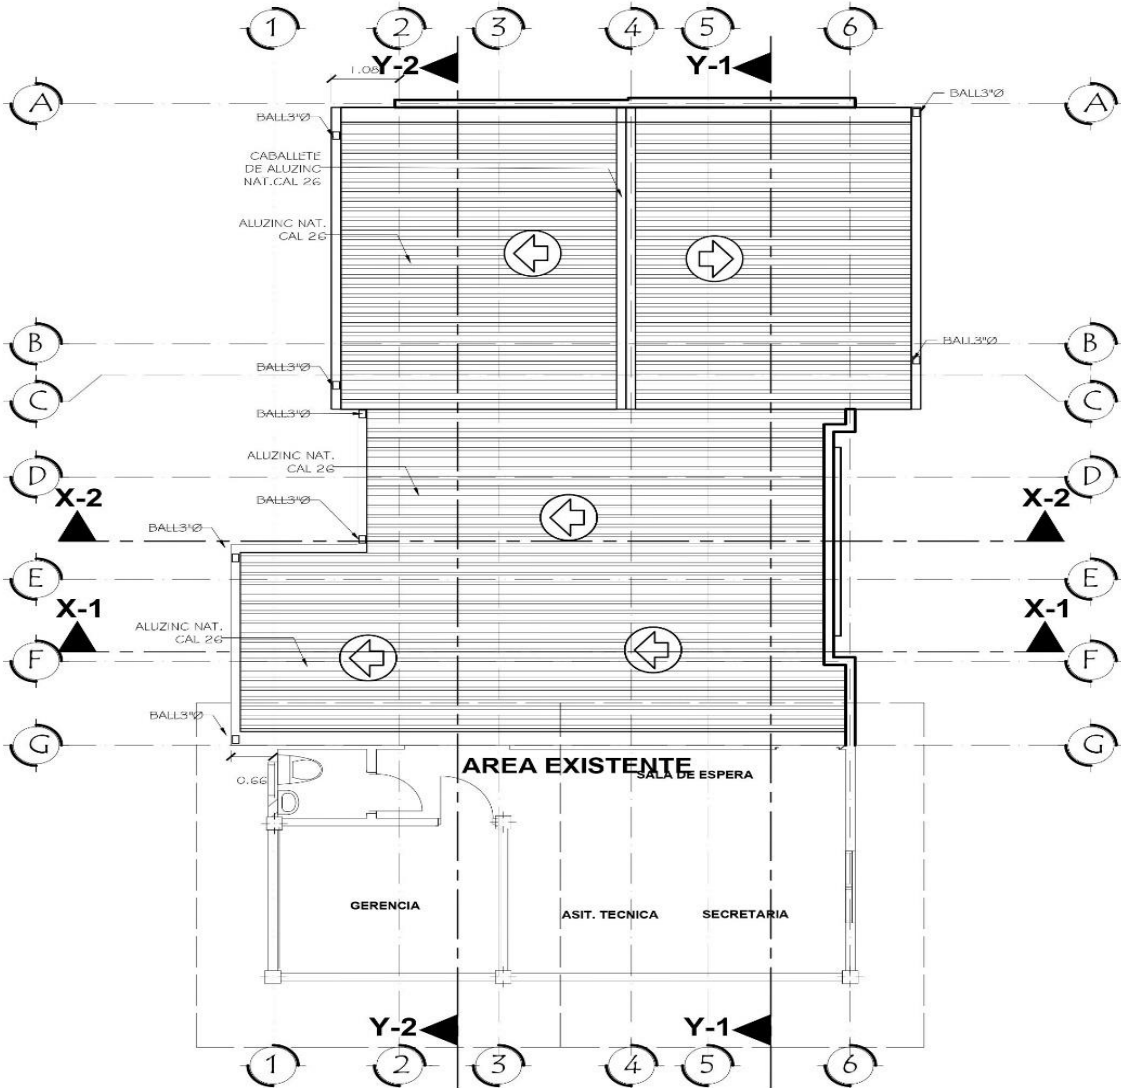 1 2 3 4 5 6
Y-2 Y-1
1.08
A A
BALL3"Ø
BALL3"Ø
CABALLETE
DE ALUZINC
NAT.CAL 26
ALUZINC NAT.
CAL 26
B B
BALL3"Ø
BALL3"Ø
C C
BALL3"Ø
ALUZINC NAT.
CAL 26
D D
X-2 X-2
BALL3"Ø
BALL3"Ø
E E
X-1 X-1
ALUZINC NAT.
CAL 26
F F
BALL3"Ø
G G
AREA EXISTENTE
SALA DE ESPERA
0.66
GERENCIA
ASIT. TECNICA
SECRETARIA
Y-2 Y-1
1 2 3 4 5 6